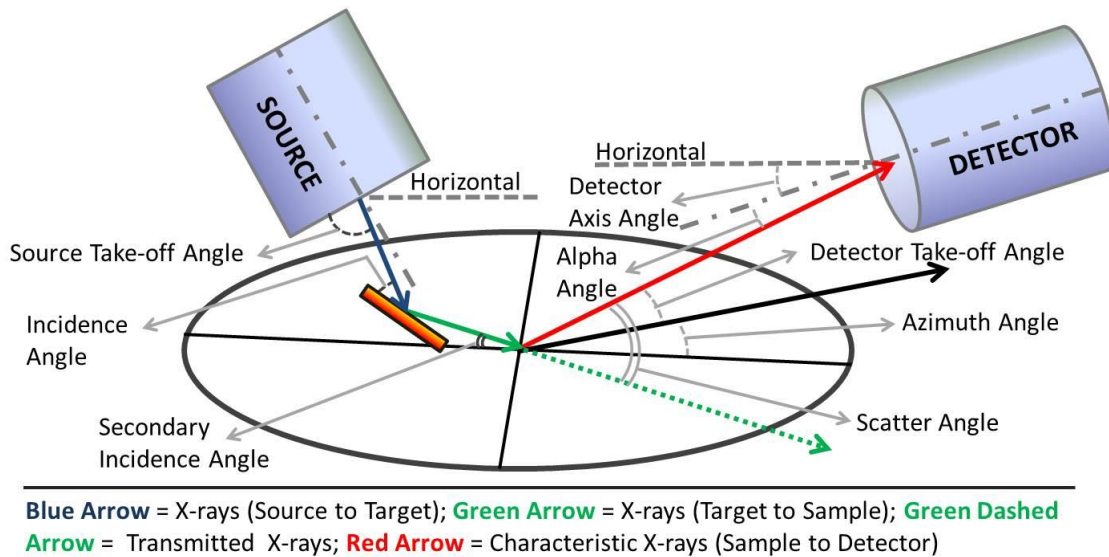 SOURCE
DETECTOR
Horizontal
Horizontal
Detector
Axis Angle
Source Take-off Angle
Alpha
Angle
Detector Take-off Angle
Incidence
Angle
Azimuth Angle
Secondary
Incidence Angle
Scatter Angle
Blue Arrow = X-rays (Source to Target); Green Arrow = X-rays (Target to Sample); Green Dashed
Arrow = Transmitted X-rays; Red Arrow = Characteristic X-rays (Sample to Detector)